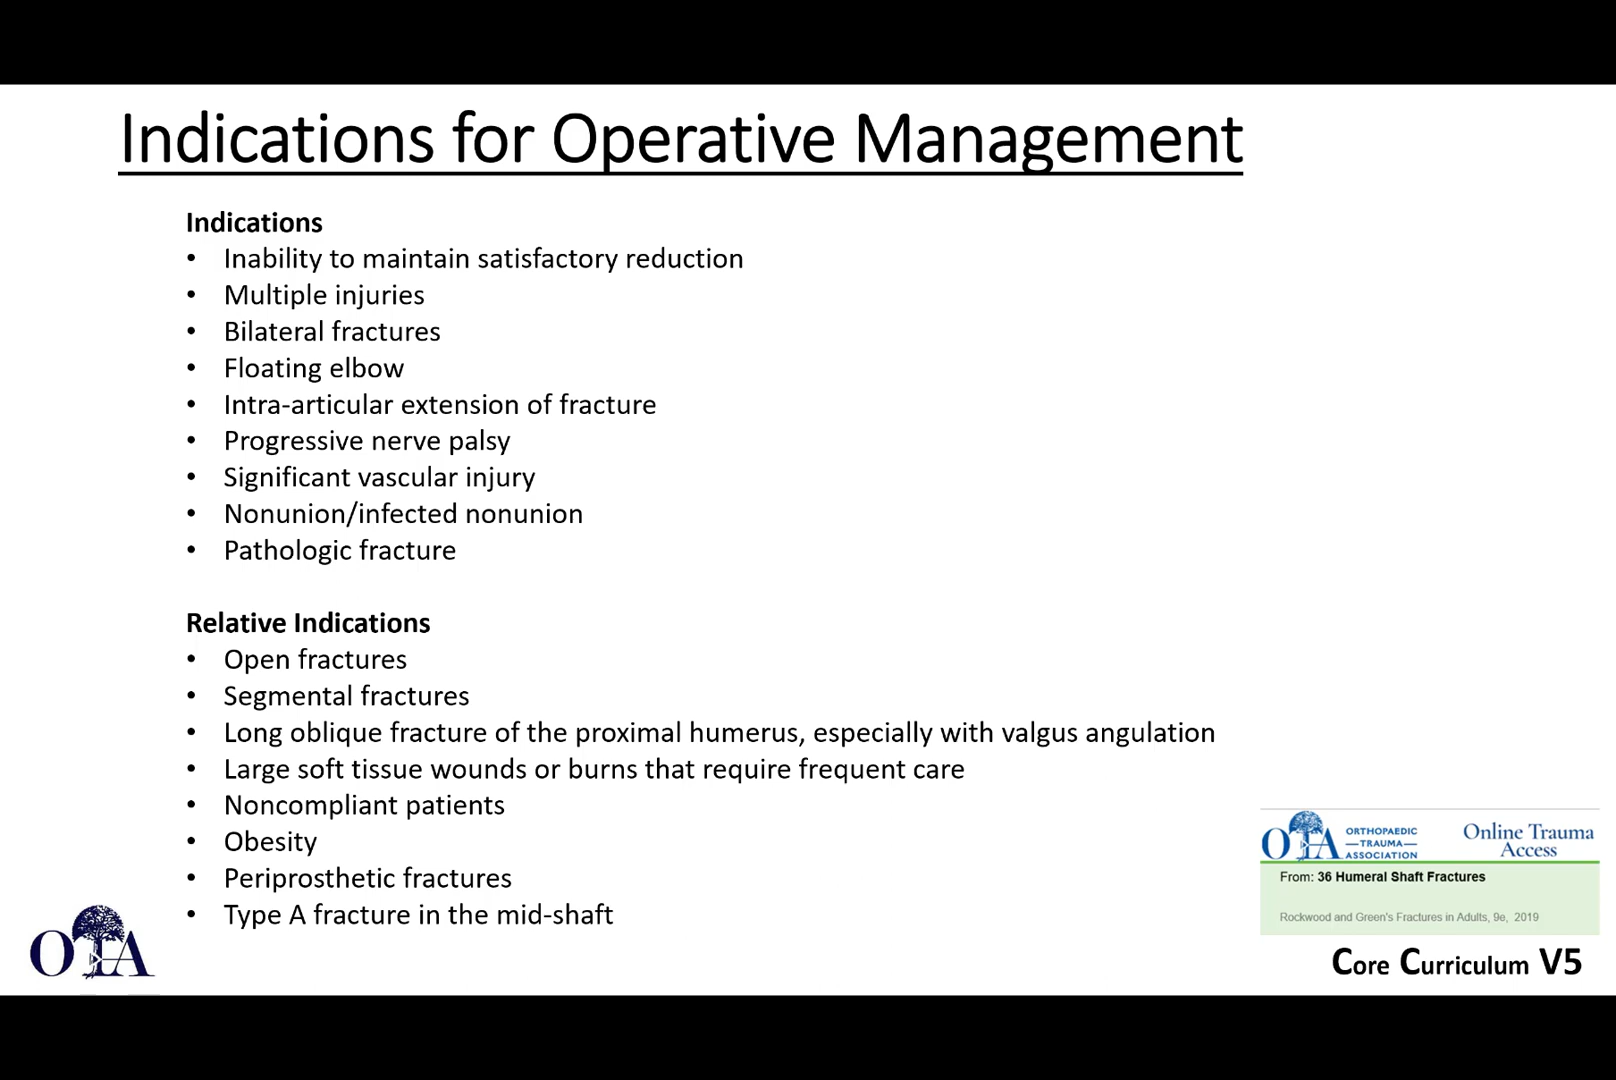 Indications for Operative Management
Indications
• Inability to maintain satisfactory reduction
• Multiple injuries
• Bilateral fractures
• Floating elbow
• Intra-articular extension of fracture
• Progressive nerve palsy
• Significant vascular injury
• Nonunion/infected nonunion
• Pathologic fracture
Relative Indications
• Open fractures
• Segmental fractures
• Long oblique fracture of the proximal humerus, especially with valgus angulation
• Large soft tissue wounds or burns that require frequent care
• Noncompliant patients
• Obesity
• Periprosthetic fractures
• Type A fracture in the mid-shaft
OTA
OTA
ORTHOPAEDIC
TRAUMA
ASSOCIATION
Online Trauma
Access
From: 36 Humeral Shaft Fractures
Rockwood and Green's Fractures in Adults, 9e, 2019
Core Curriculum V5